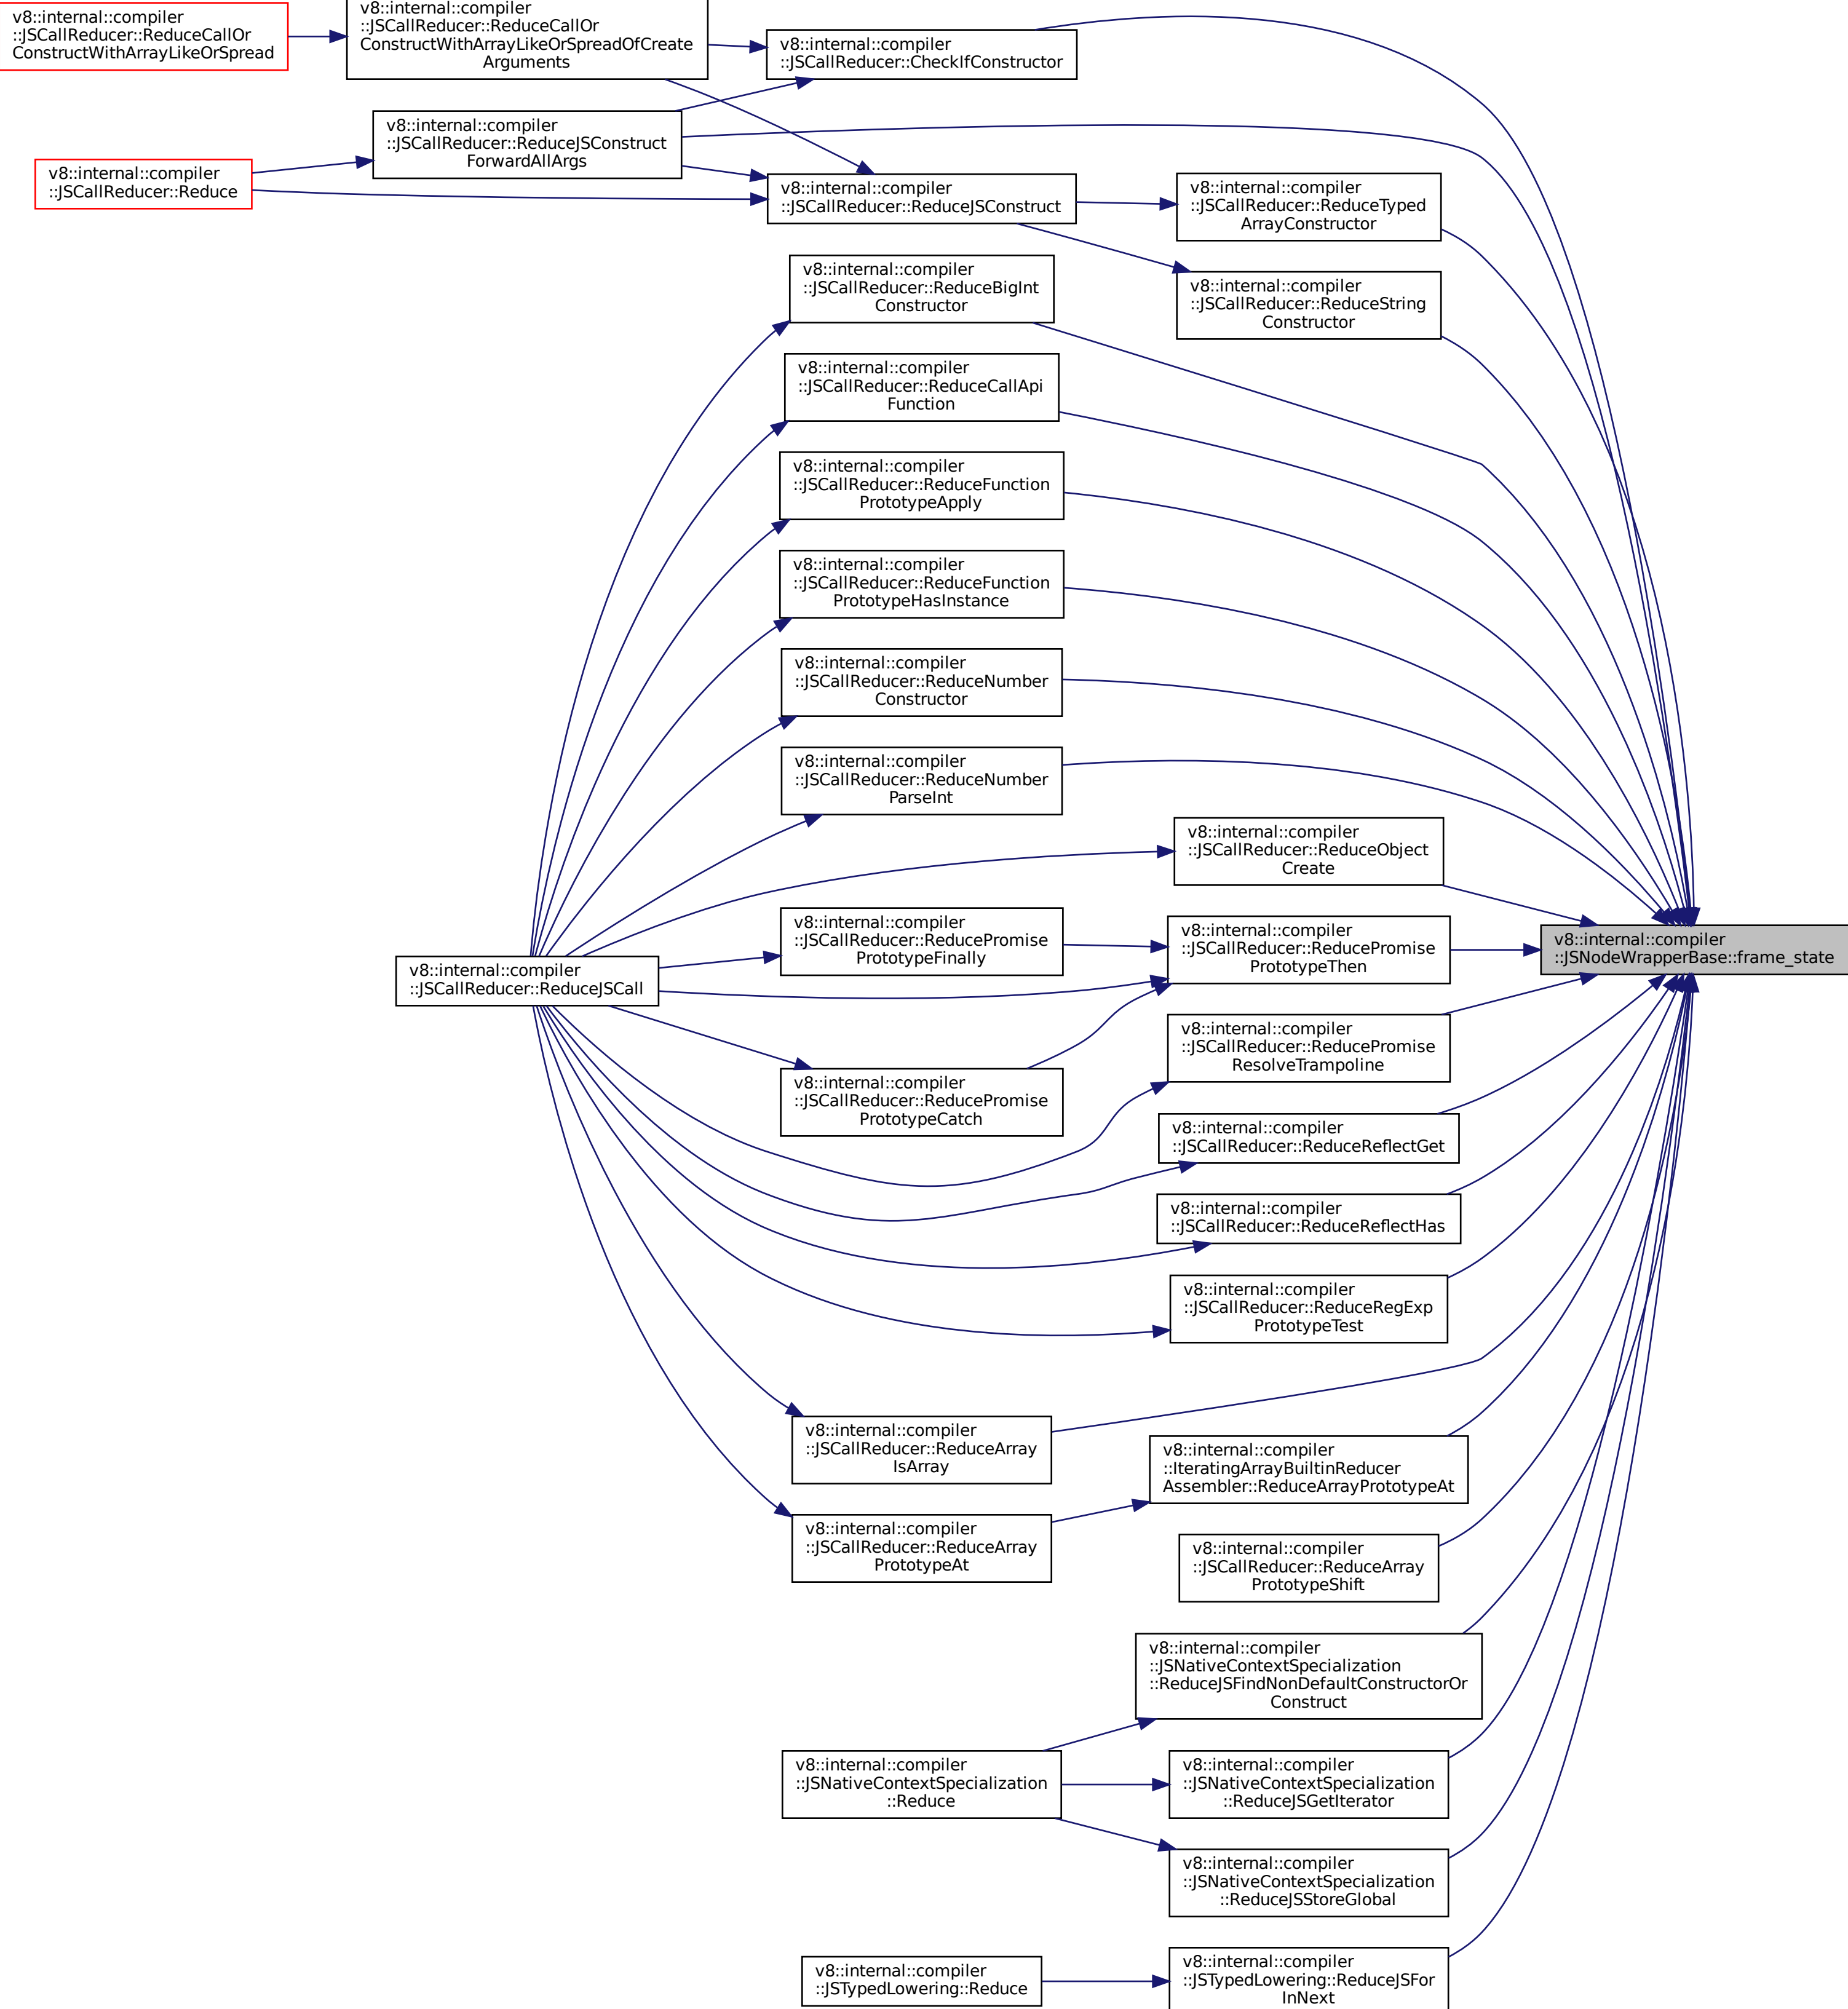 v8::internal::compiler
::JSCallReducer::ReduceCallOr
ConstructWithArrayLikeOrSpread
v8::internal::compiler
::JSCallReducer::ReduceCallOr
ConstructWithArrayLikeOrSpreadOfCreate
Arguments
v8::internal::compiler
::JSCallReducer::CheckIfConstructor
v8::internal::compiler
::JSCallReducer::ReduceJSConstruct
ForwardAllArgs
v8::internal::compiler
::JSCallReducer::Reduce
v8::internal::compiler
::JSCallReducer::ReduceJSConstruct
v8::internal::compiler
::JSCallReducer::ReduceTyped
ArrayConstructor
v8::internal::compiler
::JSCallReducer::ReduceString
Constructor
v8::internal::compiler
::JSCallReducer::ReduceBigInt
Constructor
v8::internal::compiler
::JSCallReducer::ReduceCallApi
Function
v8::internal::compiler
::JSCallReducer::ReduceFunction
PrototypeApply
v8::internal::compiler
::JSCallReducer::ReduceFunction
PrototypeHasInstance
v8::internal::compiler
::JSCallReducer::ReduceNumber
Constructor
v8::internal::compiler
::JSCallReducer::ReduceNumber
ParseInt
v8::internal::compiler
::JSCallReducer::ReduceObject
Create
v8::internal::compiler
::JSCallReducer::ReducePromise
PrototypeFinally
v8::internal::compiler
::JSCallReducer::ReducePromise
PrototypeThen
v8::internal::compiler
::JSNodeWrapperBase::frame_state
v8::internal::compiler
::JSCallReducer::ReduceJSCall
v8::internal::compiler
::JSCallReducer::ReducePromise
ResolveTrampoline
v8::internal::compiler
::JSCallReducer::ReducePromise
PrototypeCatch
v8::internal::compiler
::JSCallReducer::ReduceReflectGet
v8::internal::compiler
::JSCallReducer::ReduceReflectHas
v8::internal::compiler
::JSCallReducer::ReduceRegExp
PrototypeTest
v8::internal::compiler
::JSCallReducer::ReduceArray
IsArray
v8::internal::compiler
::IteratingArrayBuiltinReducer
Assembler::ReduceArrayPrototypeAt
v8::internal::compiler
::JSCallReducer::ReduceArray
PrototypeAt
v8::internal::compiler
::JSCallReducer::ReduceArray
PrototypeShift
v8::internal::compiler
::JSNativeContextSpecialization
::ReduceJSFindNonDefaultConstructorOr
Construct
v8::internal::compiler
::JSNativeContextSpecialization
::Reduce
v8::internal::compiler
::JSNativeContextSpecialization
::ReduceJSGetIterator
v8::internal::compiler
::JSNativeContextSpecialization
::ReduceJSStoreGlobal
v8::internal::compiler
::JSTypedLowering::Reduce
v8::internal::compiler
::JSTypedLowering::ReduceJSFor
InNext